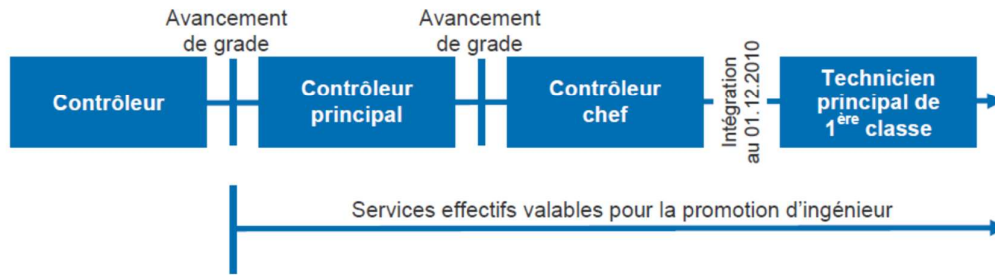 Avancement
de grade
Avancement
de grade
Contrôleur
Contrôleur
principal
Contrôleur
chef
Intégration
au 01.12.2010
Technicien
principal de
1ère classe
Services effectifs valables pour la promotion d'ingénieur